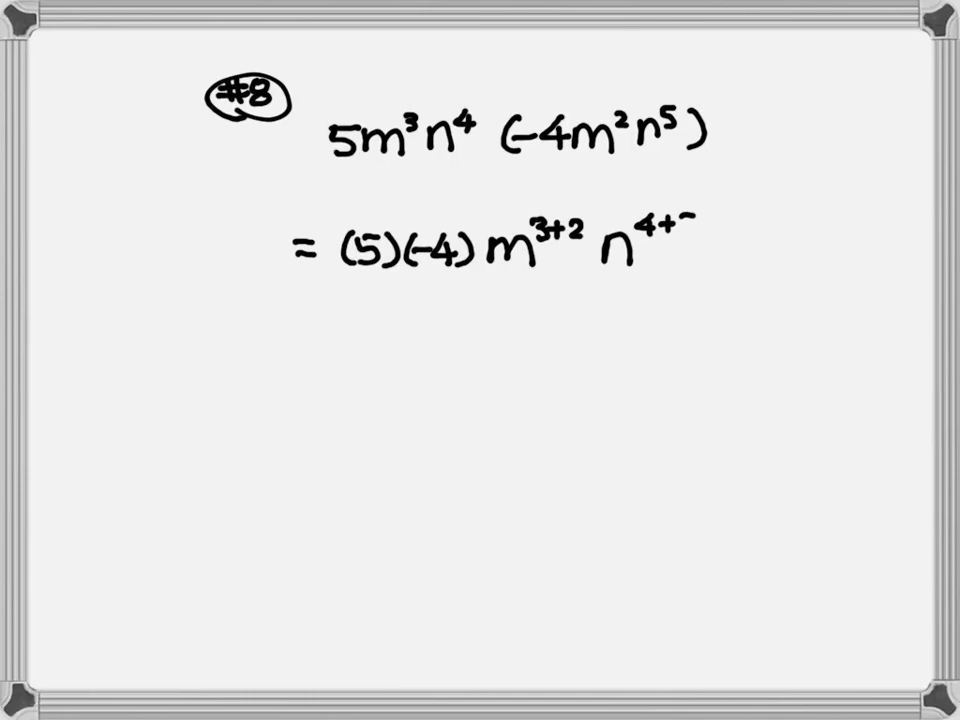 #8
5m³n⁴ (-4m²n⁵)
= (5)(-4) m³⁺² n⁴⁺